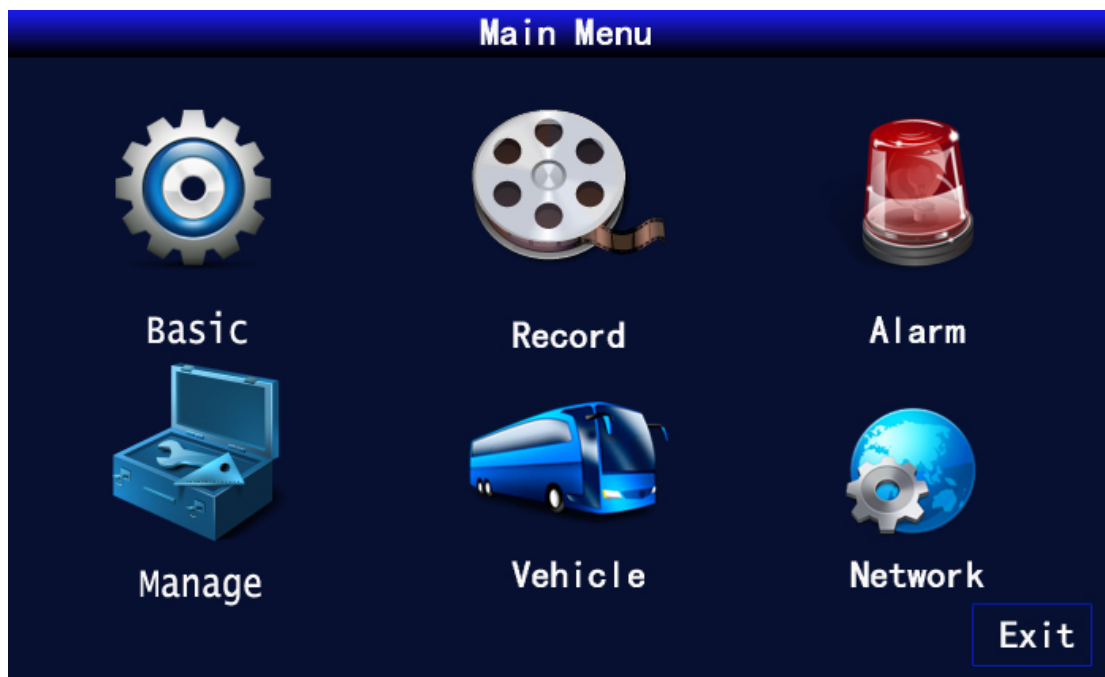 Main Menu
Basic
Record
Alarm
Manage
Vehicle
Network
Exit